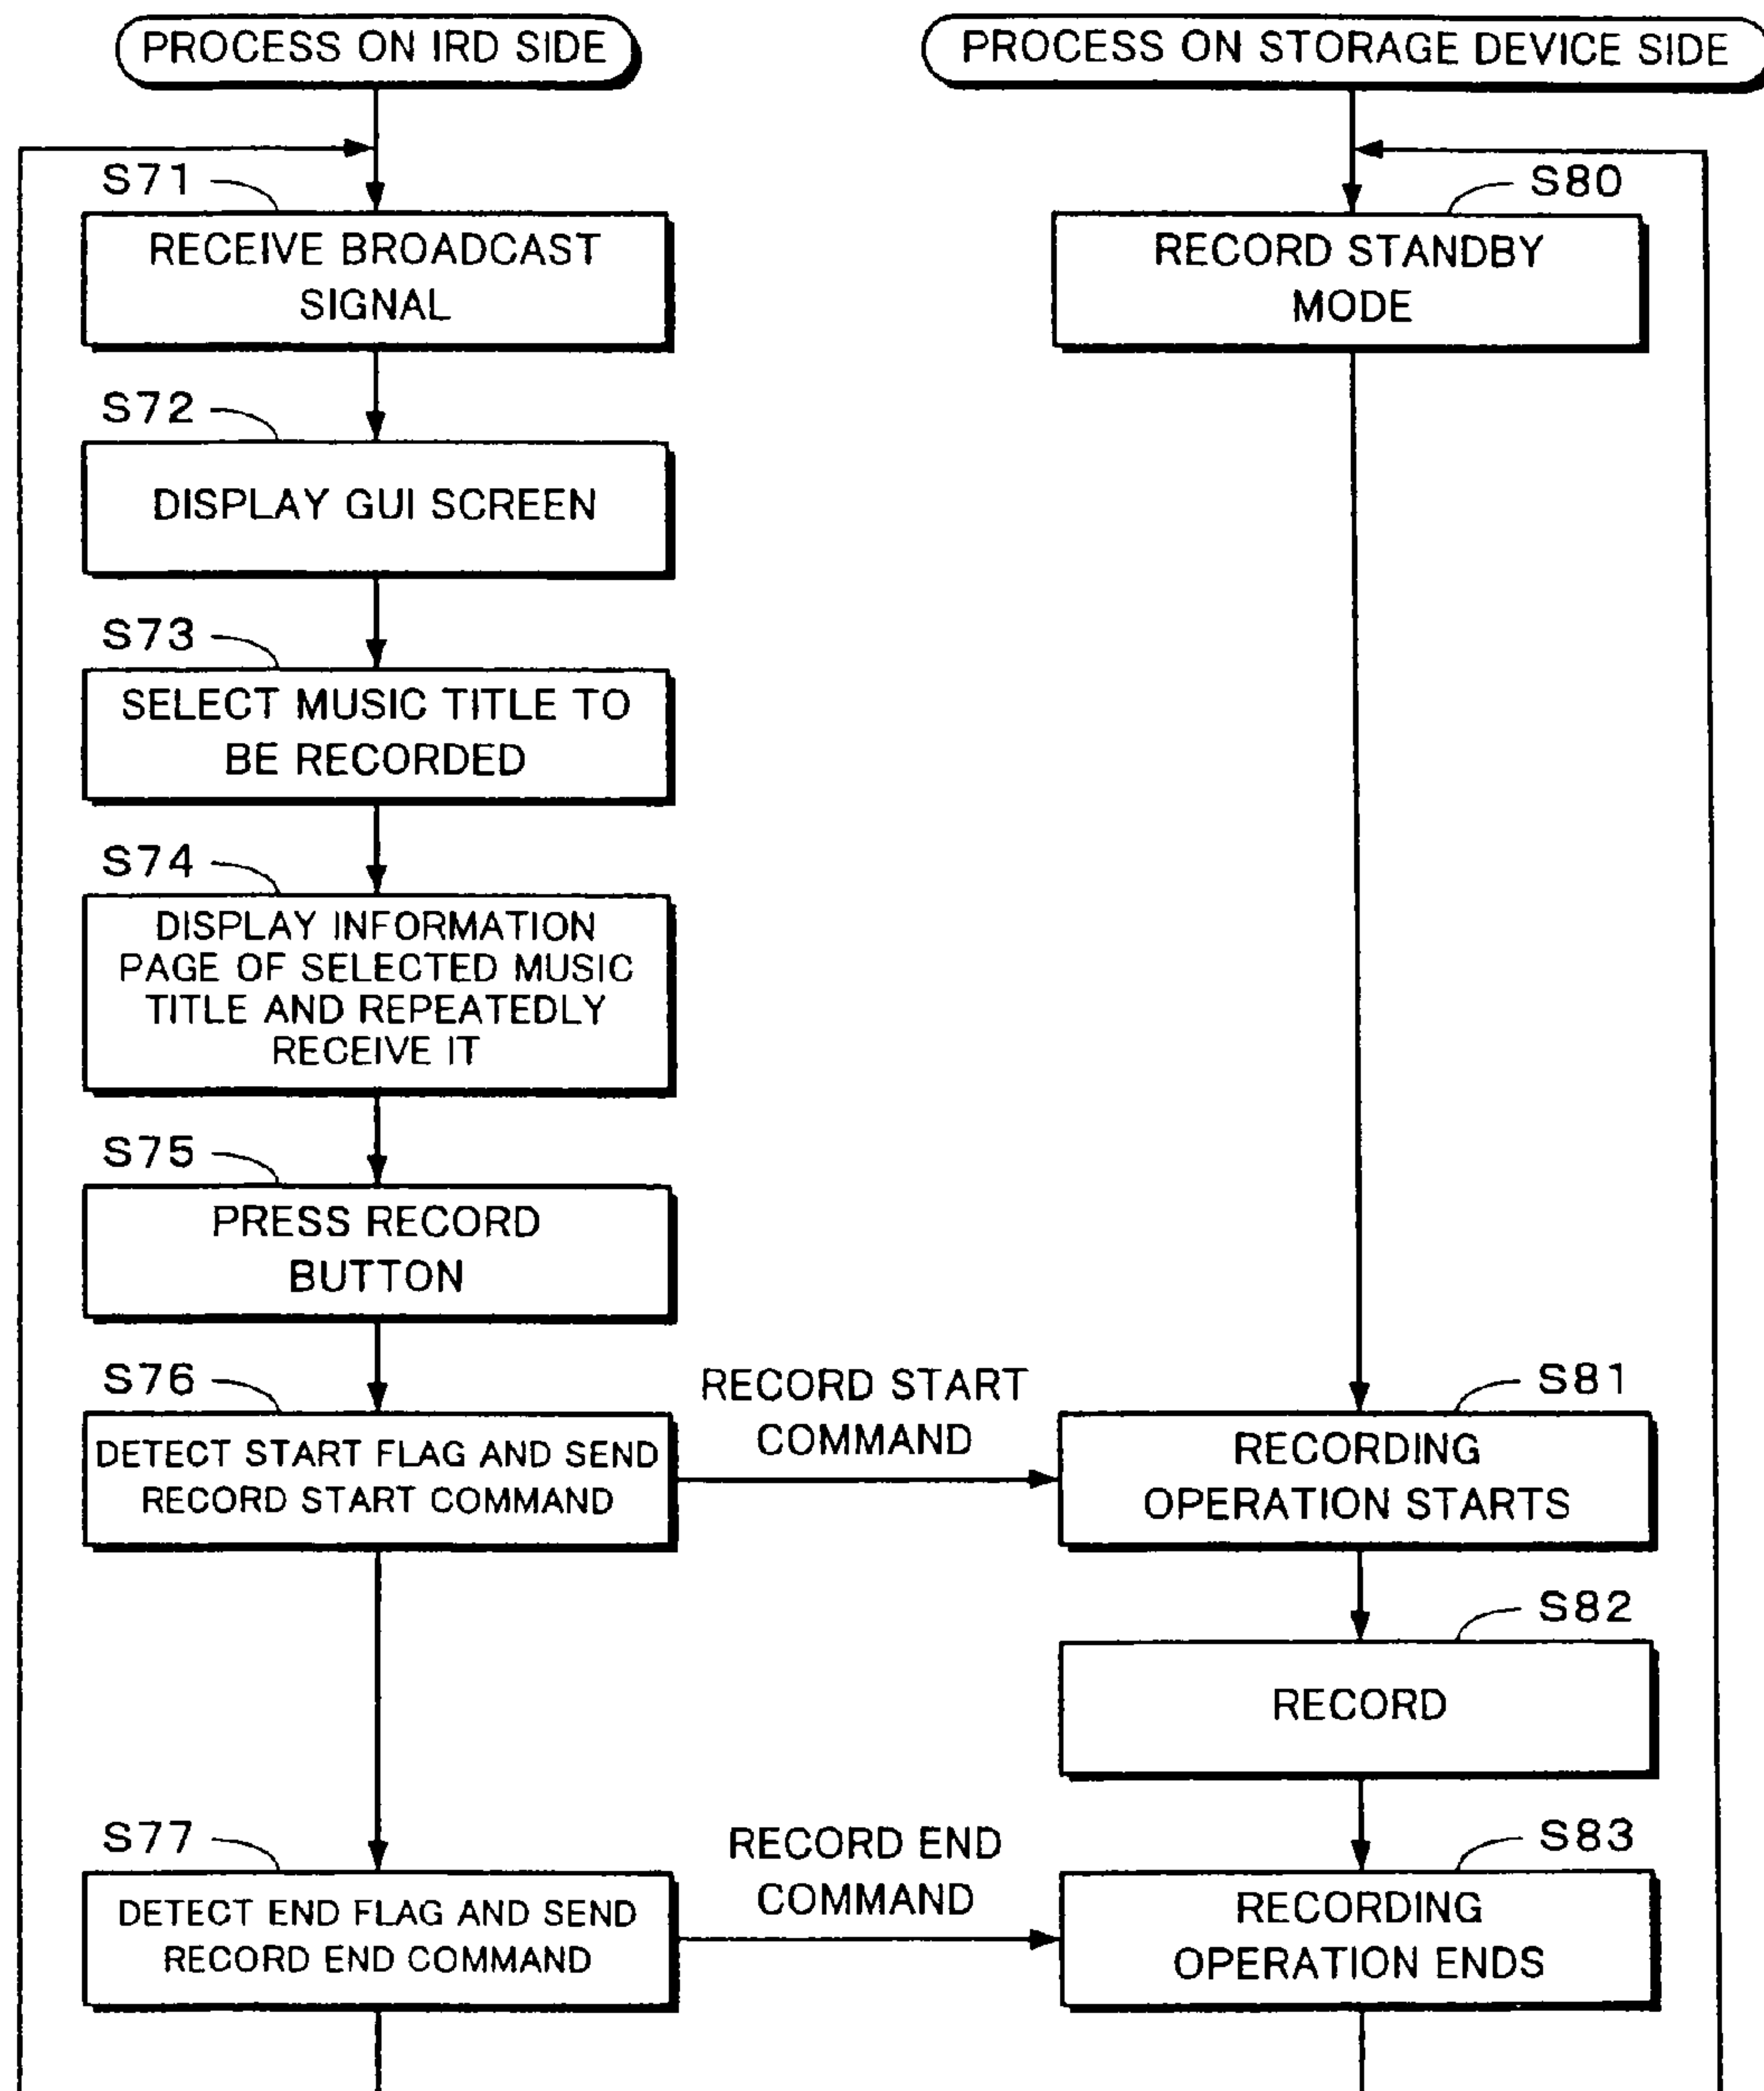 PROCESS ON IRD SIDE
S71
RECEIVE BROADCAST
SIGNAL
S72
DISPLAY GUI SCREEN
S73
SELECT MUSIC TITLE TO
BE RECORDED
S74
DISPLAY INFORMATION
PAGE OF SELECTED MUSIC
TITLE AND REPEATEDLY
RECEIVE IT
S75
PRESS RECORD
BUTTON
S76
DETECT START FLAG AND SEND
RECORD START COMMAND
RECORD START
COMMAND
S77
DETECT END FLAG AND SEND
RECORD END COMMAND
RECORD END
COMMAND
PROCESS ON STORAGE DEVICE SIDE
S80
RECORD STANDBY
MODE
S81
RECORDING
OPERATION STARTS
S82
RECORD
S83
RECORDING
OPERATION ENDS